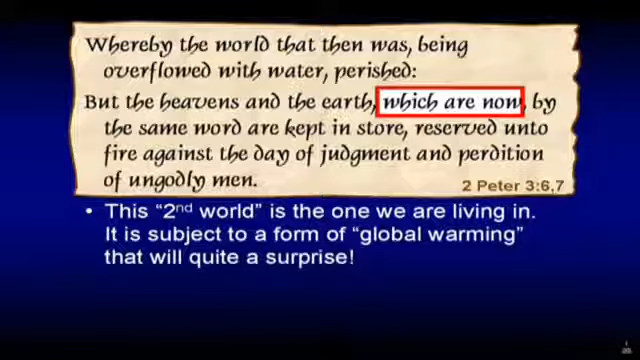 Whereby the world that then was, being
overflowed with water, perished:
But the heavens and the earth, which are now, by
the same word are kept in store, reserved unto
fire against the day of judgment and perdition
of ungodly men.
2 Peter 3:6,7
• This “2nd world” is the one we are living in.
It is subject to a form of “global warming”
that will quite a surprise!